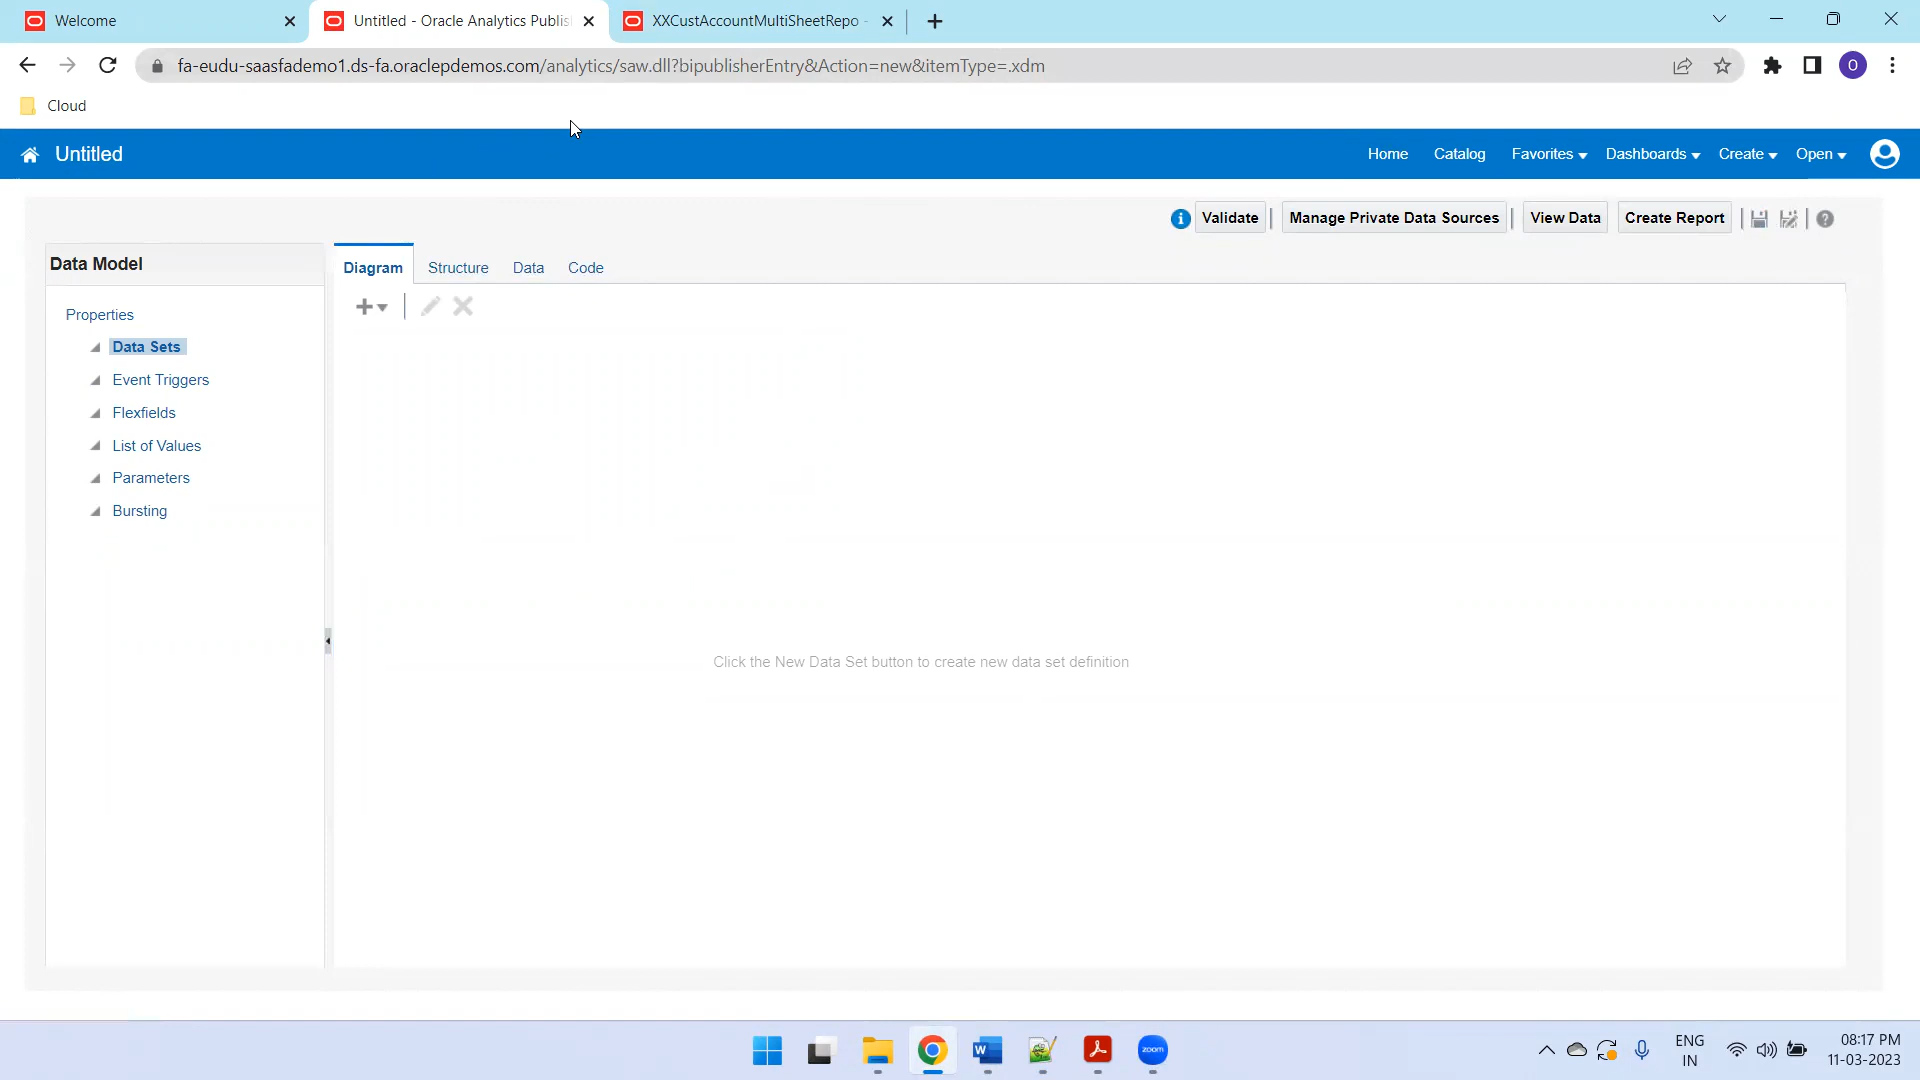 Welcome
Untitled - Oracle Analytics Publis
XXCustAccountMultiSheetRepo -
fa-eudu-saasfademo1.ds-fa.oraclepdemos.com/analytics/saw.dll?bipublisherEntry&Action=new&itemType=.xdm
O
Cloud
Untitled
Home
Catalog
Favorites
Dashboards
Create
Open
Validate
Manage Private Data Sources
View Data
Create Report
Data Model
Diagram
Structure
Data
Code
Properties
Data Sets
Event Triggers
Flexfields
List of Values
Parameters
Bursting
Click the New Data Set button to create new data set definition
zoom
ENG
IN
08:17 PM
11-03-2023